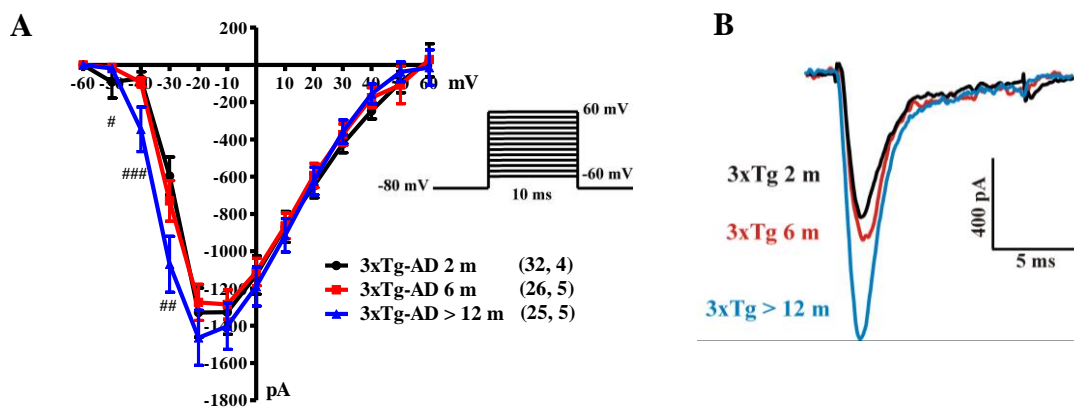 A
B
200
-60 -50 -40 -30 -20 -10 10 20 30 40 50 60 mV
-200
-400
-600
-800
-1000
-1200
-1400
-1600
-1800
pA
#
###
##
60 mV
-80 mV
-60 mV
10 ms
3xTg-AD 2 m (32, 4)
3xTg-AD 6 m (26, 5)
3xTg-AD > 12 m (25, 5)
3xTg 2 m
3xTg 6 m
3xTg > 12 m
400 pA
5 ms